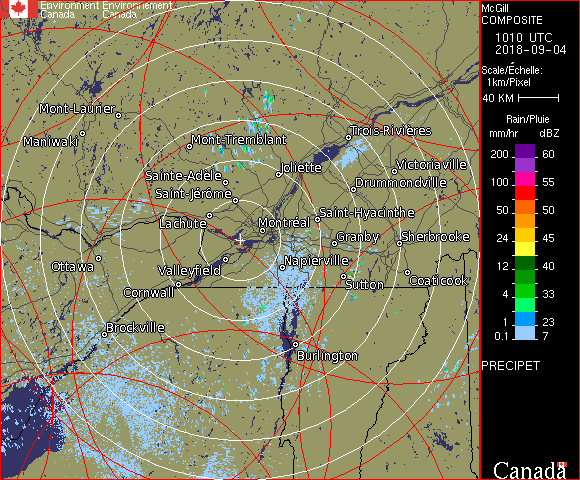 Environment Environnement
Canada Canada
McGill
COMPOSITE
1010 UTC
2018-09-04
Scale/Échelle:
1km/Pixel
40 KM
Rain/Pluie
mm/hr dBZ
200 60
100 55
50 50
24 45
12 40
4 33
1 23
0.1 7
PRECIPET
Canada
Mont-Laurier
Maniwaki
Mont-Tremblant
Trois-Rivières
Sainte-Adèle
Joliette
Victoriaville
Saint-Jérôme
Drummondville
Lachute
Montréal
Saint-Hyacinthe
Granby
Sherbrooke
Ottawa
Valleyfield
Napierville
Cornwall
Sutton
Coaticook
Brockville
Burlington